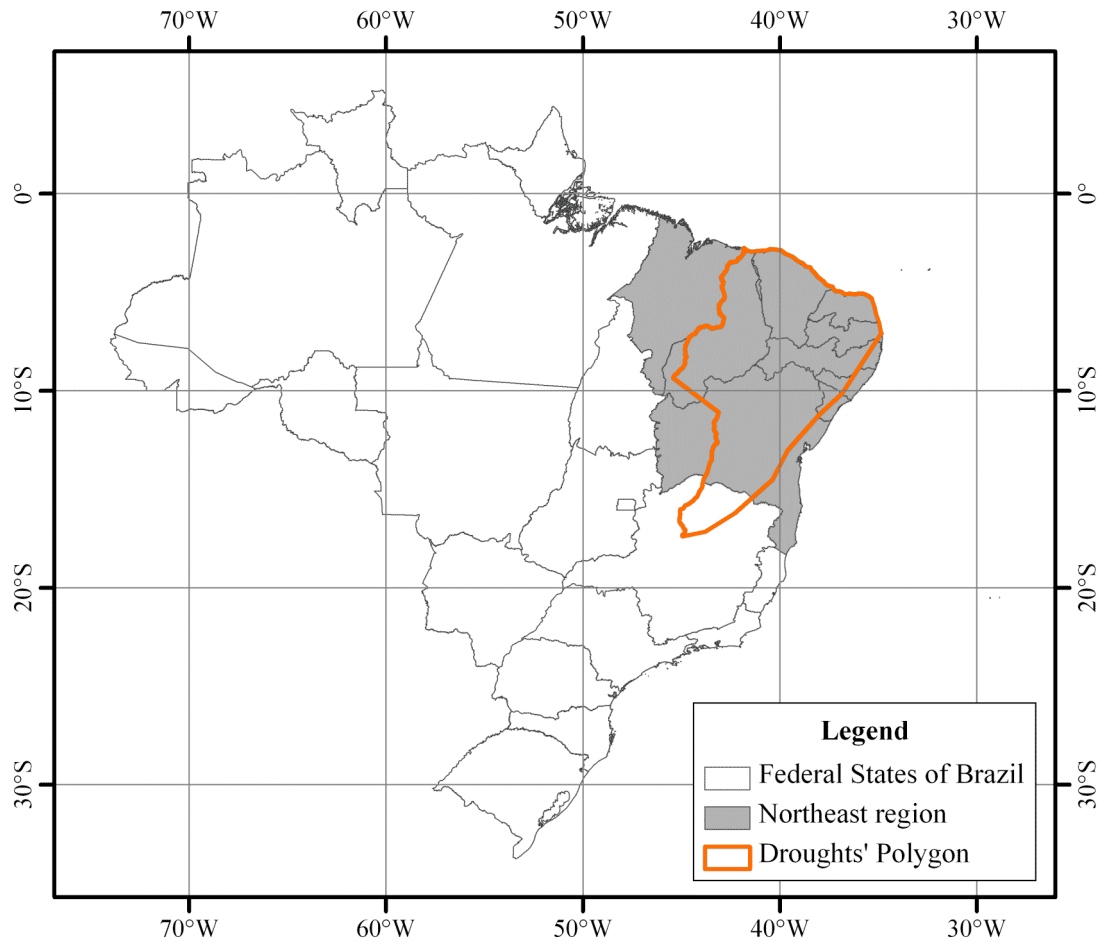 70°W 60°W 50°W 40°W 30°W
0° 0°
10°S 10°S
20°S 20°S
30°S 30°S
Legend
Federal States of Brazil
Northeast region
Droughts' Polygon
70°W 60°W 50°W 40°W 30°W